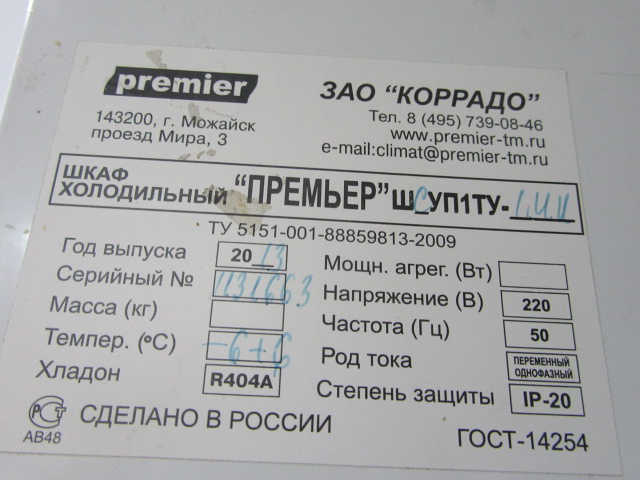 premier
143200, г. Можайск
проезд Мира, 3
ЗАО "КОРРАДО"
Тел. 8 (495) 739-08-46
www.premier-tm.ru
e-mail:climat@premier-tm.ru
ШКАФ ХОЛОДИЛЬНЫЙ "ПРЕМЬЕР" ШСУП1ТУ-
ТУ 5151-001-88859813-2009
Год выпуска 2013
Серийный № 1131663
Масса (кг)
Темпер. (°С) -6+6
Хладон R404A
Мощн. агрег. (Вт)
Напряжение (В) 220
Частота (Гц) 50
Род тока ПЕРЕМЕННЫЙ ОДНОФАЗНЫЙ
Степень защиты IP-20
РСТ
АВ48
СДЕЛАНО В РОССИИ
ГОСТ-14254